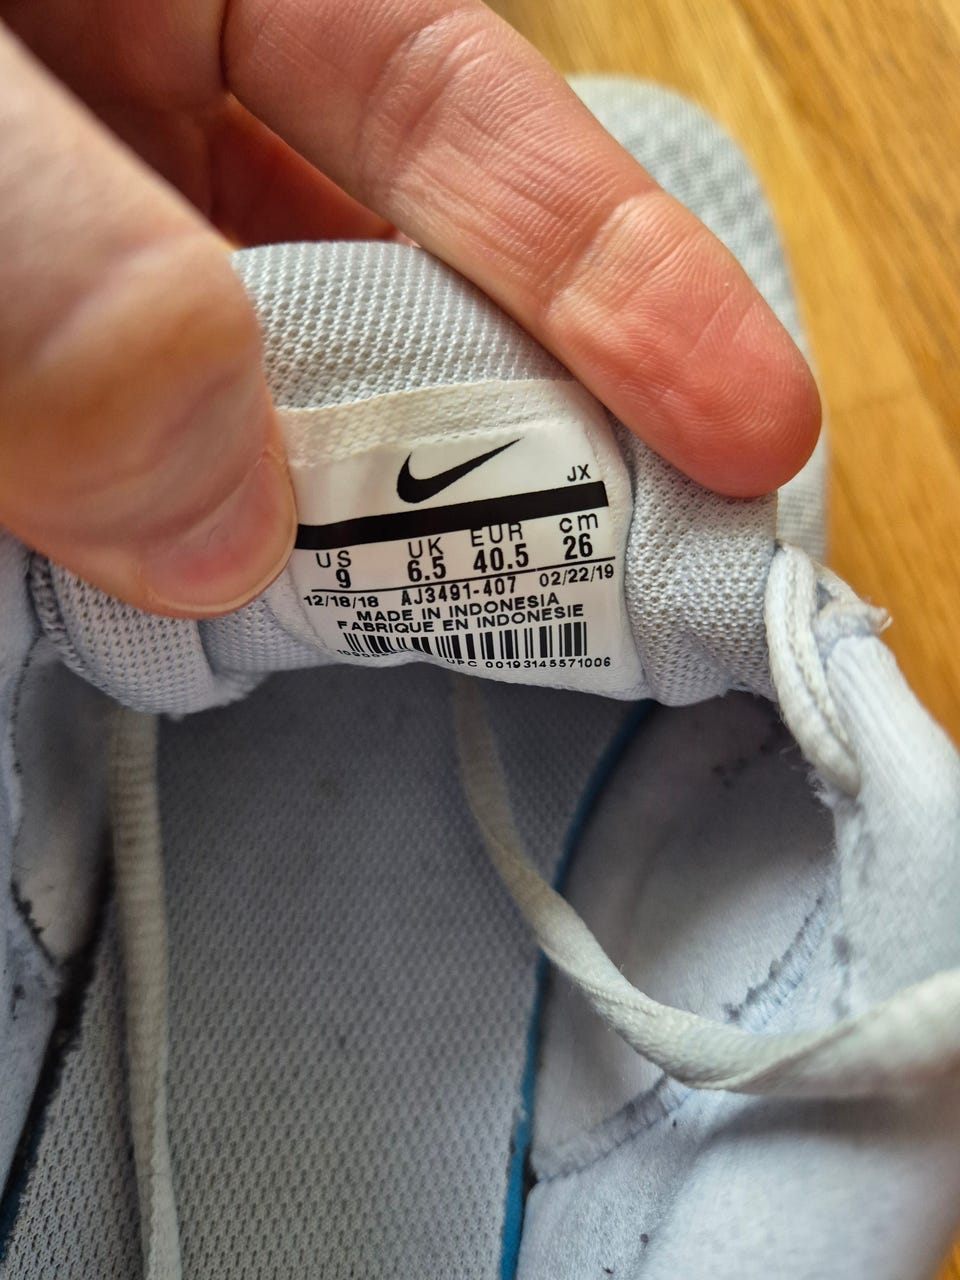 JX
US UK EUR cm
9 6.5 40.5 26
12/18/18 AJ3491-407 02/22/19
MADE IN INDONESIA
FABRIQUE EN INDONESIE
UPC 00193145571006